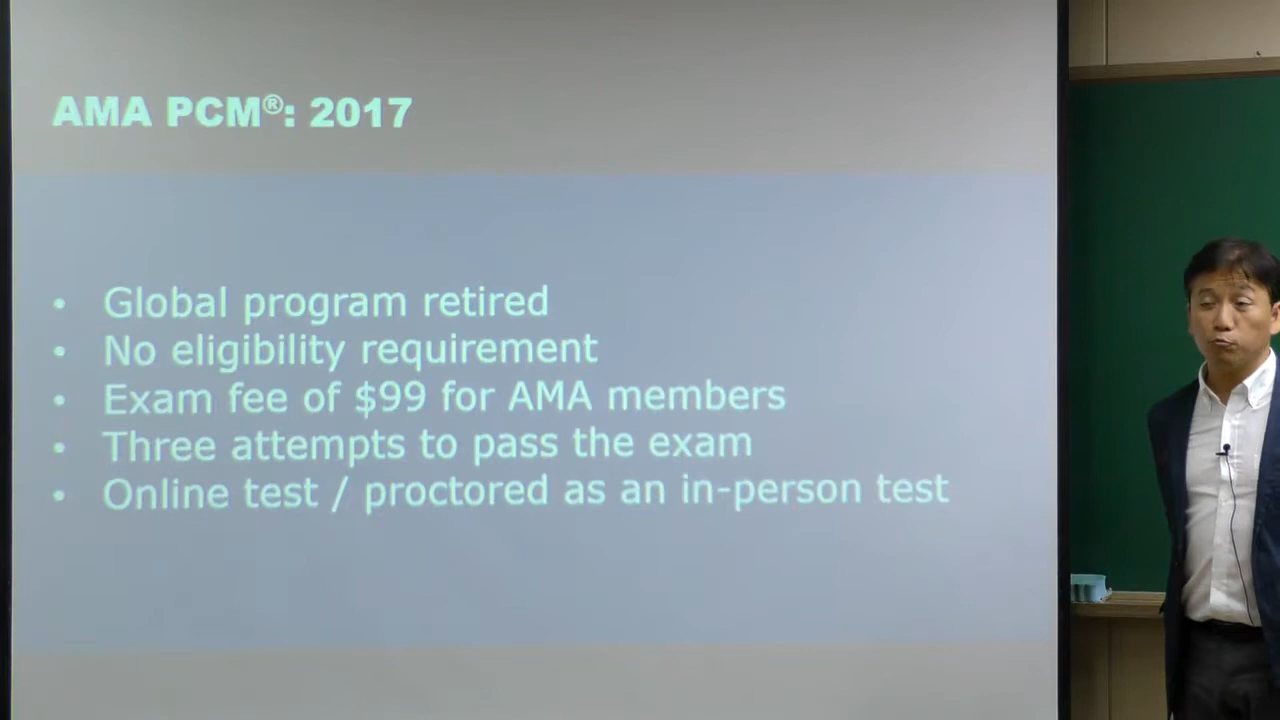 AMA PCM®: 2017
• Global program retired
• No eligibility requirement
• Exam fee of $99 for AMA members
• Three attempts to pass the exam
• Online test / proctored as an in-person test